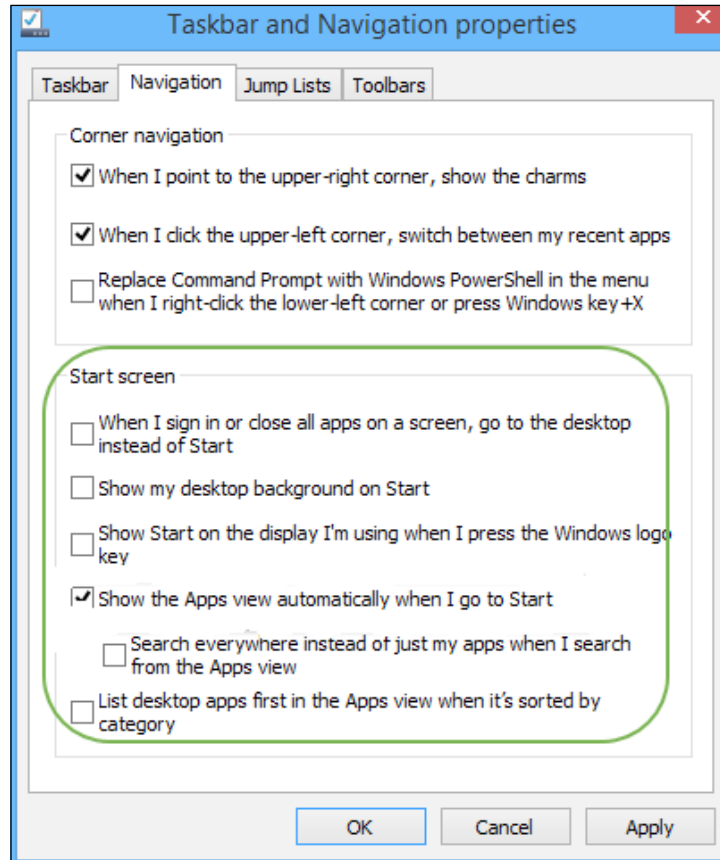 Taskbar and Navigation properties
Taskbar
Navigation
Jump Lists
Toolbars
Corner navigation
When I point to the upper-right corner, show the charms
When I click the upper-left corner, switch between my recent apps
Replace Command Prompt with Windows PowerShell in the menu
when I right-click the lower-left corner or press Windows key+X
Start screen
When I sign in or close all apps on a screen, go to the desktop
instead of Start
Show my desktop background on Start
Show Start on the display I'm using when I press the Windows logo
key
Show the Apps view automatically when I go to Start
Search everywhere instead of just my apps when I search
from the Apps view
List desktop apps first in the Apps view when it's sorted by
category
OK
Cancel
Apply